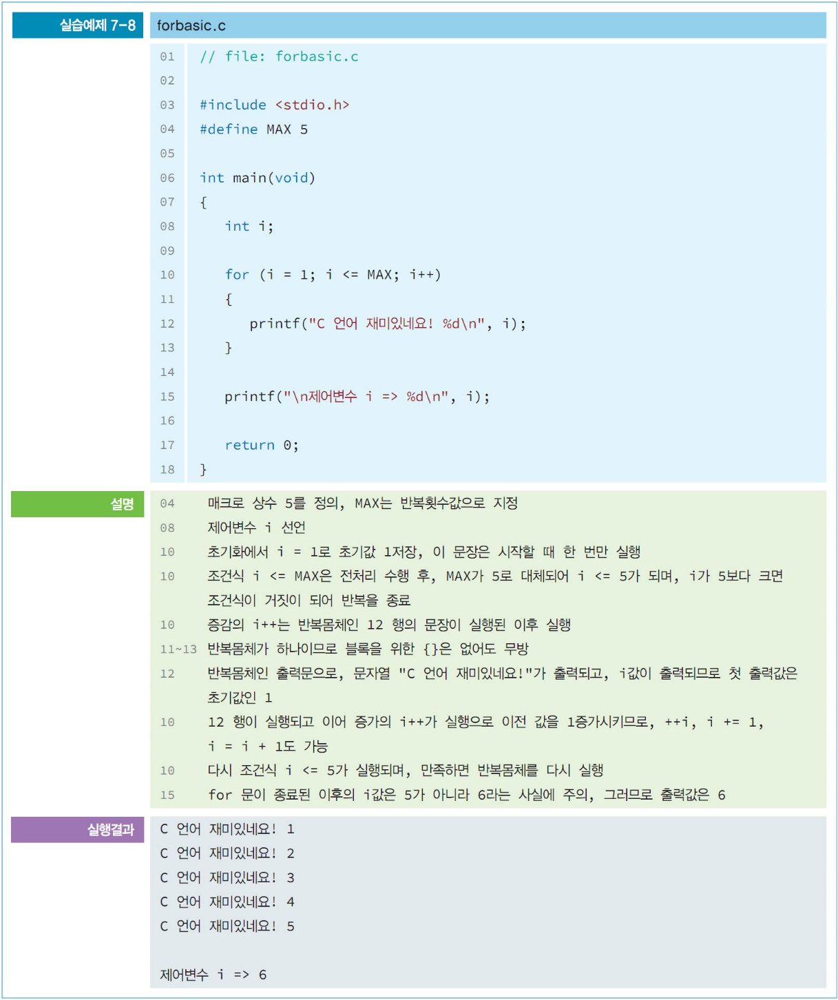 실습예제 7-8 forbasic.c
01 // file: forbasic.c
02
03 #include <stdio.h>
04 #define MAX 5
05
06 int main(void)
07 {
08 int i;
09
10 for (i = 1; i <= MAX; i++)
11 {
12 printf("C 언어 재미있네요! %d\n", i);
13 }
14
15 printf("\n제어변수 i => %d\n", i);
16
17 return 0;
18 }
설명
04 매크로 상수 5를 정의, MAX는 반복횟수값으로 지정
08 제어변수 i 선언
10 초기화에서 i = 1로 초기값 1저장, 이 문장은 시작할 때 한 번만 실행
10 조건식 i <= MAX은 전처리 수행 후, MAX가 5로 대체되어 i <= 5가 되며, i가 5보다 크면
조건식이 거짓이 되어 반복을 종료
10 증감의 i++는 반복몸체인 12 행의 문장이 실행된 이후 실행
11~13 반복몸체가 하나이므로 블록을 위한 {}은 없어도 무방
12 반복몸체인 출력문으로, 문자열 "C 언어 재미있네요!"가 출력되고, i값이 출력되므로 첫 출력값은
초기값인 1
10 12 행이 실행되고 이어 증가의 i++가 실행으로 이전 값을 1증가시키므로, ++i, i += 1,
i = i + 1도 가능
10 다시 조건식 i <= 5가 실행되며, 만족하면 반복몸체를 다시 실행
15 for 문이 종료된 이후의 i값은 5가 아니라 6라는 사실에 주의, 그러므로 출력값은 6
실행결과
C 언어 재미있네요! 1
C 언어 재미있네요! 2
C 언어 재미있네요! 3
C 언어 재미있네요! 4
C 언어 재미있네요! 5
제어변수 i => 6